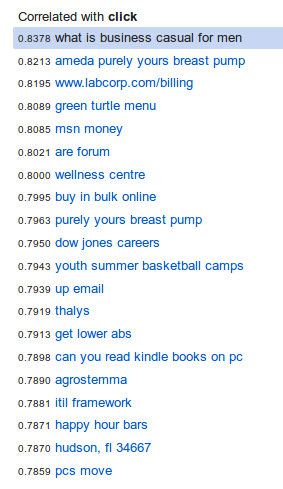 Correlated with click
0.8378 what is business casual for men
0.8213 ameda purely yours breast pump
0.8195 www.labcorp.com/billing
0.8089 green turtle menu
0.8085 msn money
0.8021 are forum
0.8000 wellness centre
0.7995 buy in bulk online
0.7963 purely yours breast pump
0.7950 dow jones careers
0.7943 youth summer basketball camps
0.7939 up email
0.7919 thalys
0.7913 get lower abs
0.7898 can you read kindle books on pc
0.7890 agrostemma
0.7881 itil framework
0.7871 happy hour bars
0.7870 hudson, fl 34667
0.7859 pcs move